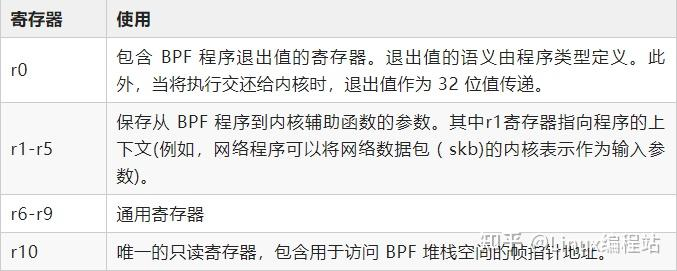 寄存器 使用
r0 包含 BPF 程序退出值的寄存器。退出值的语义由程序类型定义。此
外，当将执行交还给内核时，退出值作为 32 位值传递。
r1-r5 保存从 BPF 程序到内核辅助函数的参数。其中r1寄存器指向程序的上
下文(例如，网络程序可以将网络数据包（ skb)的内核表示作为输入参
数)。
r6-r9 通用寄存器
r10 唯一的只读寄存器，包含用于访问 BPF 堆栈空间的帧指针地址。
知乎 @Linux编程站